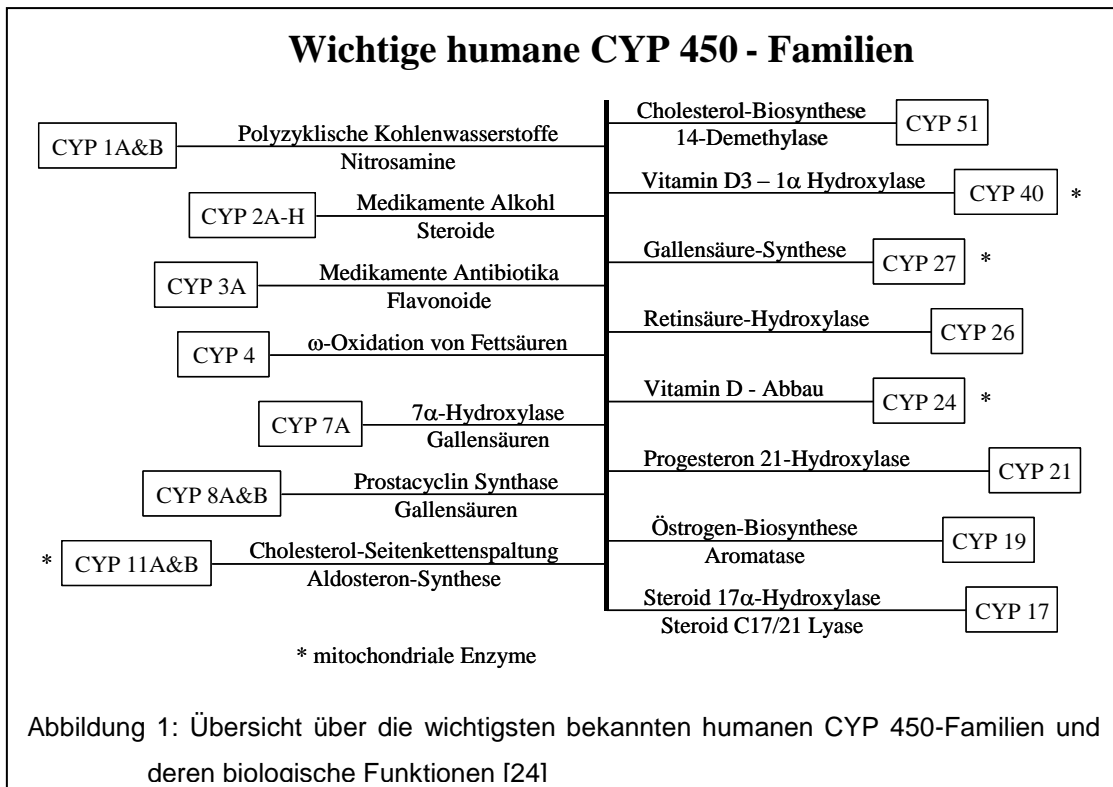 Wichtige humane CYP 450 - Familien
CYP 1A&B
Polyzyklische Kohlenwasserstoffe
Nitrosamine
CYP 2A-H
Medikamente Alkohl
Steroide
CYP 3A
Medikamente Antibiotika
Flavonoide
CYP 4
ω-Oxidation von Fettsäuren
CYP 7A
7α-Hydroxylase
Gallensäuren
CYP 8A&B
Prostacyclin Synthase
Gallensäuren
* CYP 11A&B
Cholesterol-Seitenkettenspaltung
Aldosteron-Synthese
* mitochondriale Enzyme
Cholesterol-Biosynthese
14-Demethylase
CYP 51
Vitamin D3 – 1α Hydroxylase
CYP 40 *
Gallensäure-Synthese
CYP 27 *
Retinsäure-Hydroxylase
CYP 26
Vitamin D - Abbau
CYP 24 *
Progesteron 21-Hydroxylase
CYP 21
Östrogen-Biosynthese
Aromatase
CYP 19
Steroid 17α-Hydroxylase
Steroid C17/21 Lyase
CYP 17
Abbildung 1: Übersicht über die wichtigsten bekannten humanen CYP 450-Familien und
deren biologische Funktionen [24]